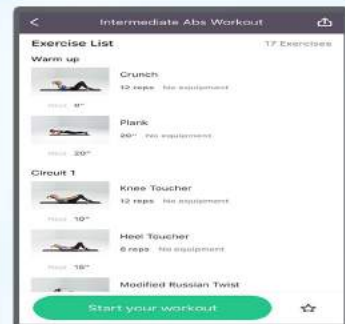 Intermediate Abs Workout
Exercise List 17 Exercises
Warm up
Crunch
12 reps No equipment
Rest 0"
Plank
20" No equipment
Rest 20"
Circuit 1
Knee Toucher
12 reps No equipment
Rest 10"
Heel Toucher
6 reps No equipment
Rest 15"
Modified Russian Twist
Start your workout